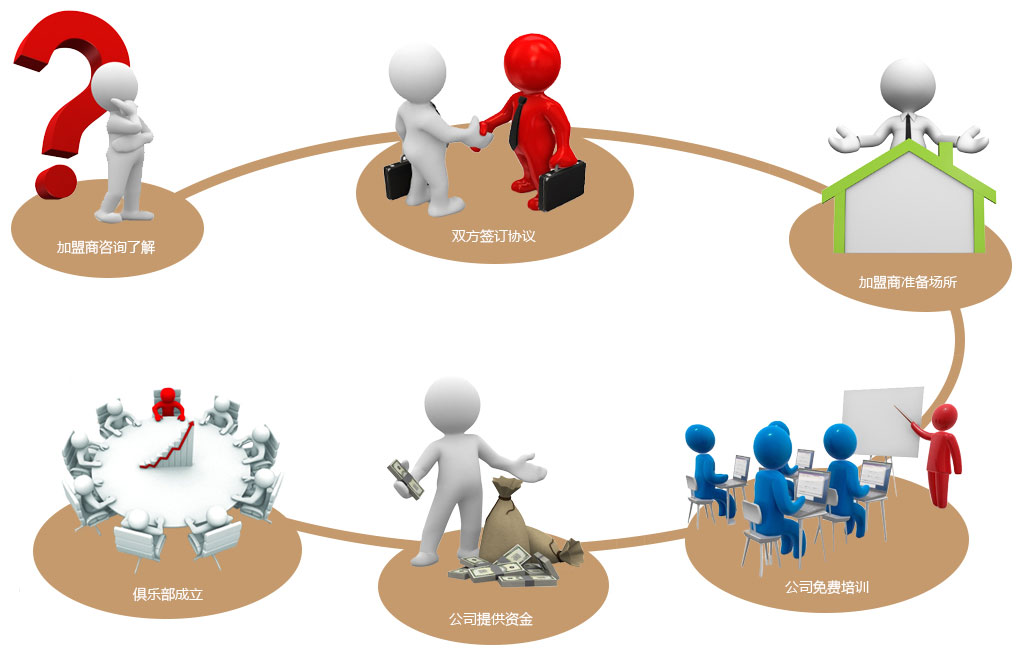 加盟商咨询了解
双方签订协议
加盟商准备场所
公司免费培训
公司提供资金
俱乐部成立